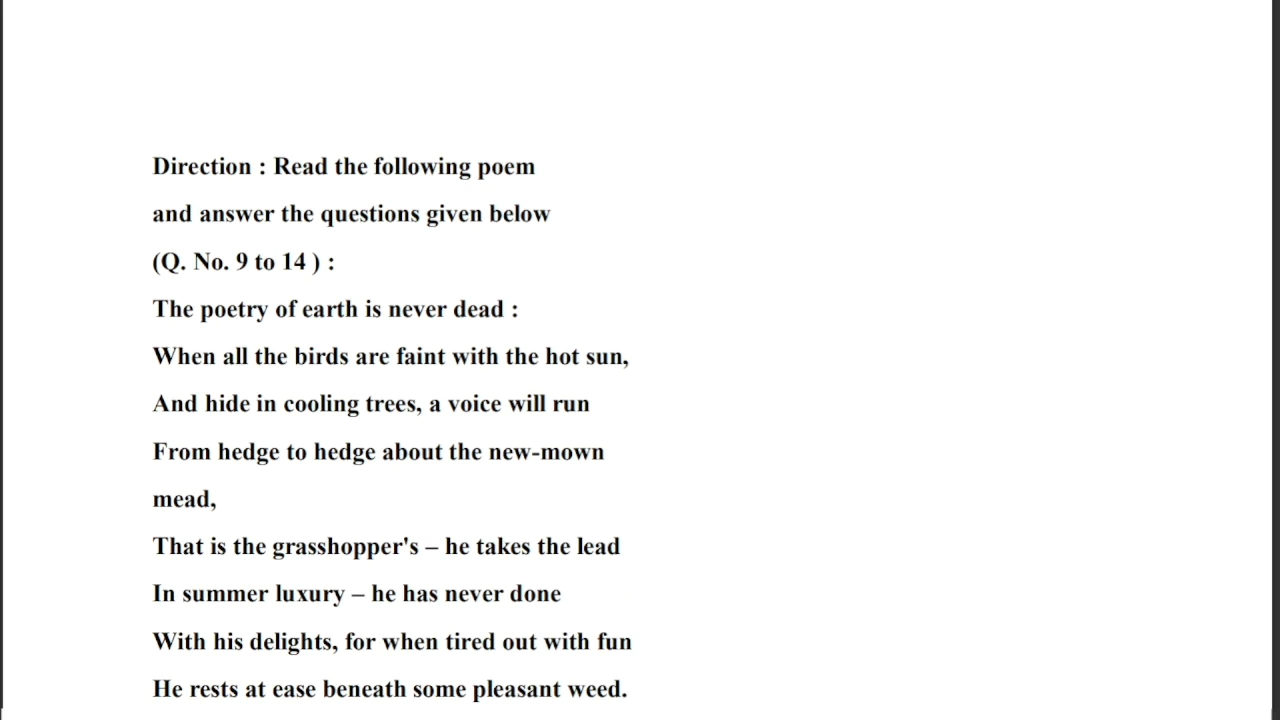 Direction : Read the following poem
and answer the questions given below
(Q. No. 9 to 14 ) :
The poetry of earth is never dead :
When all the birds are faint with the hot sun,
And hide in cooling trees, a voice will run
From hedge to hedge about the new-mown
mead,
That is the grasshopper's – he takes the lead
In summer luxury – he has never done
With his delights, for when tired out with fun
He rests at ease beneath some pleasant weed.